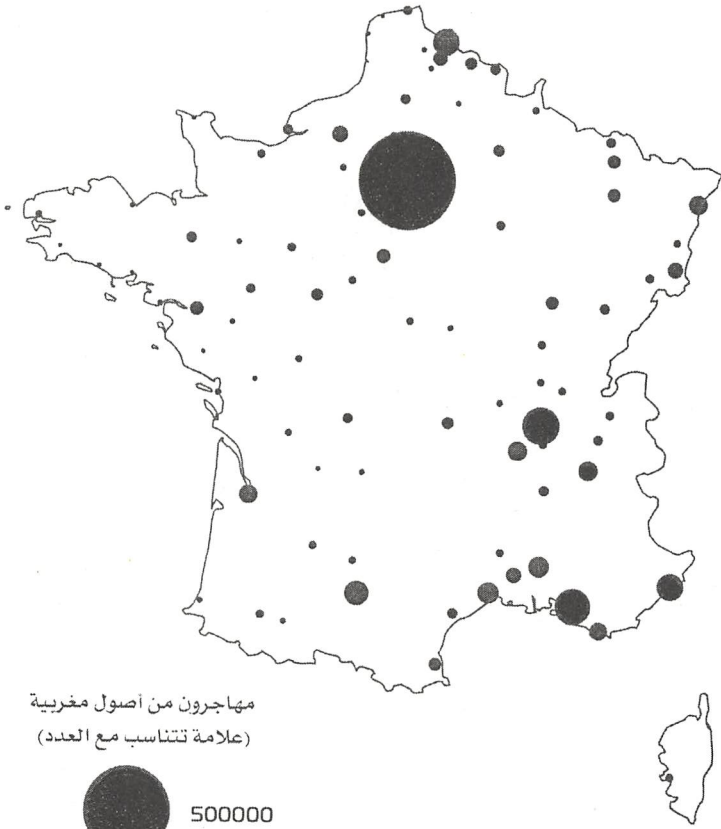 مهاجرون من أصول مغربية
(علامة تتناسب مع العدد)
500000